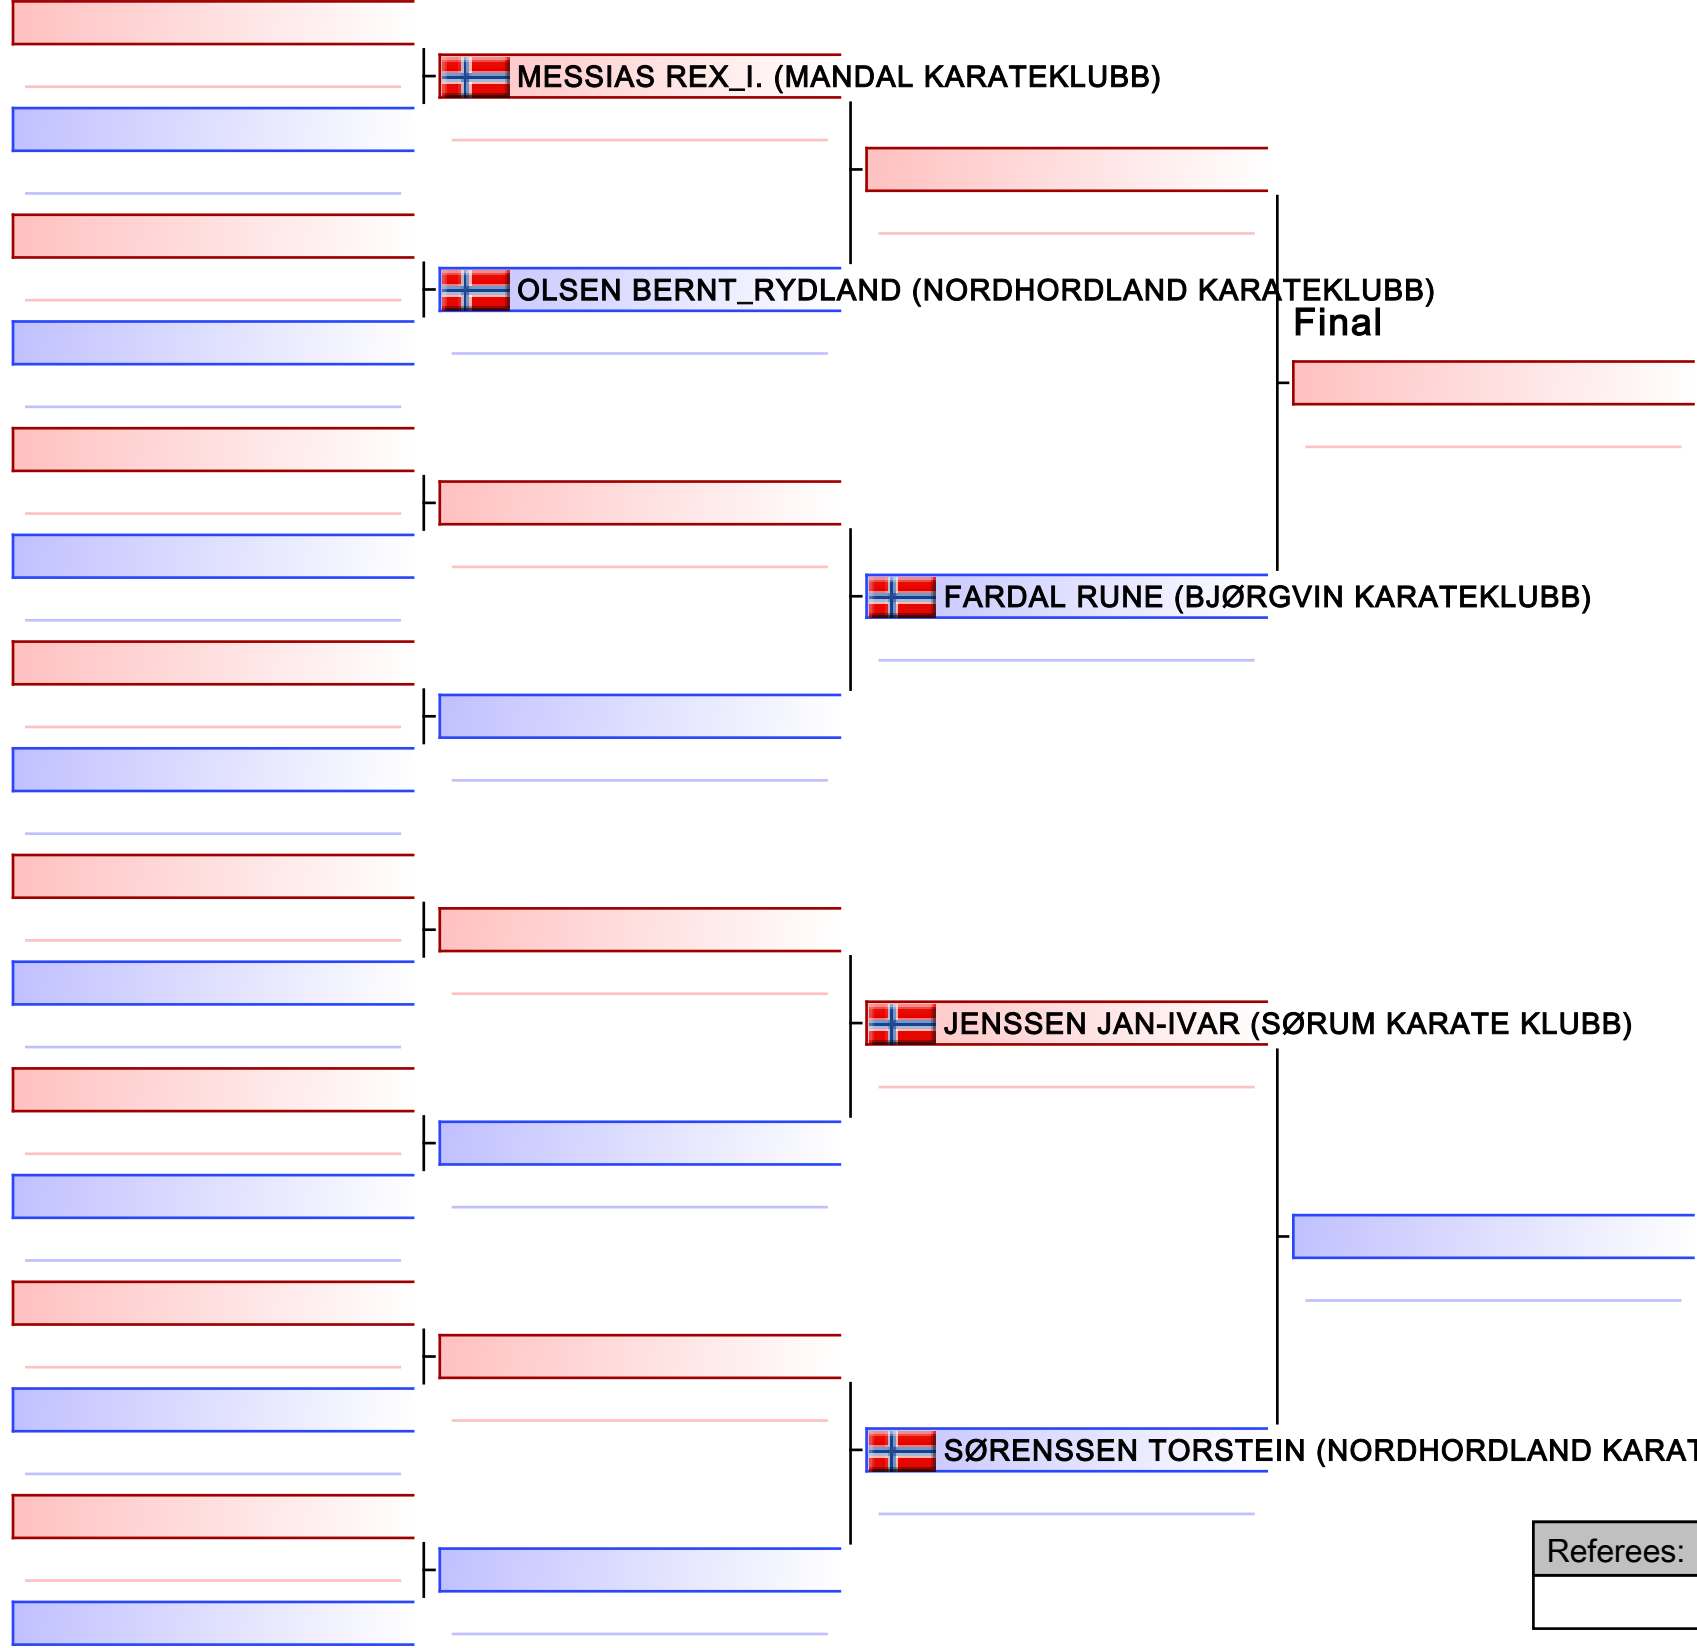 MESSIAS REX_I. (MANDAL KARATEKLUBB)
OLSEN BERNT_RYDLAND (NORDHORDLAND KARATEKLUBB)
Final
FARDAL RUNE (BJØRGVIN KARATEKLUBB)
JENSSEN JAN-IVAR (SØRUM KARATE KLUBB)
SØRENSSEN TORSTEIN (NORDHORDLAND KARAT
Referees: